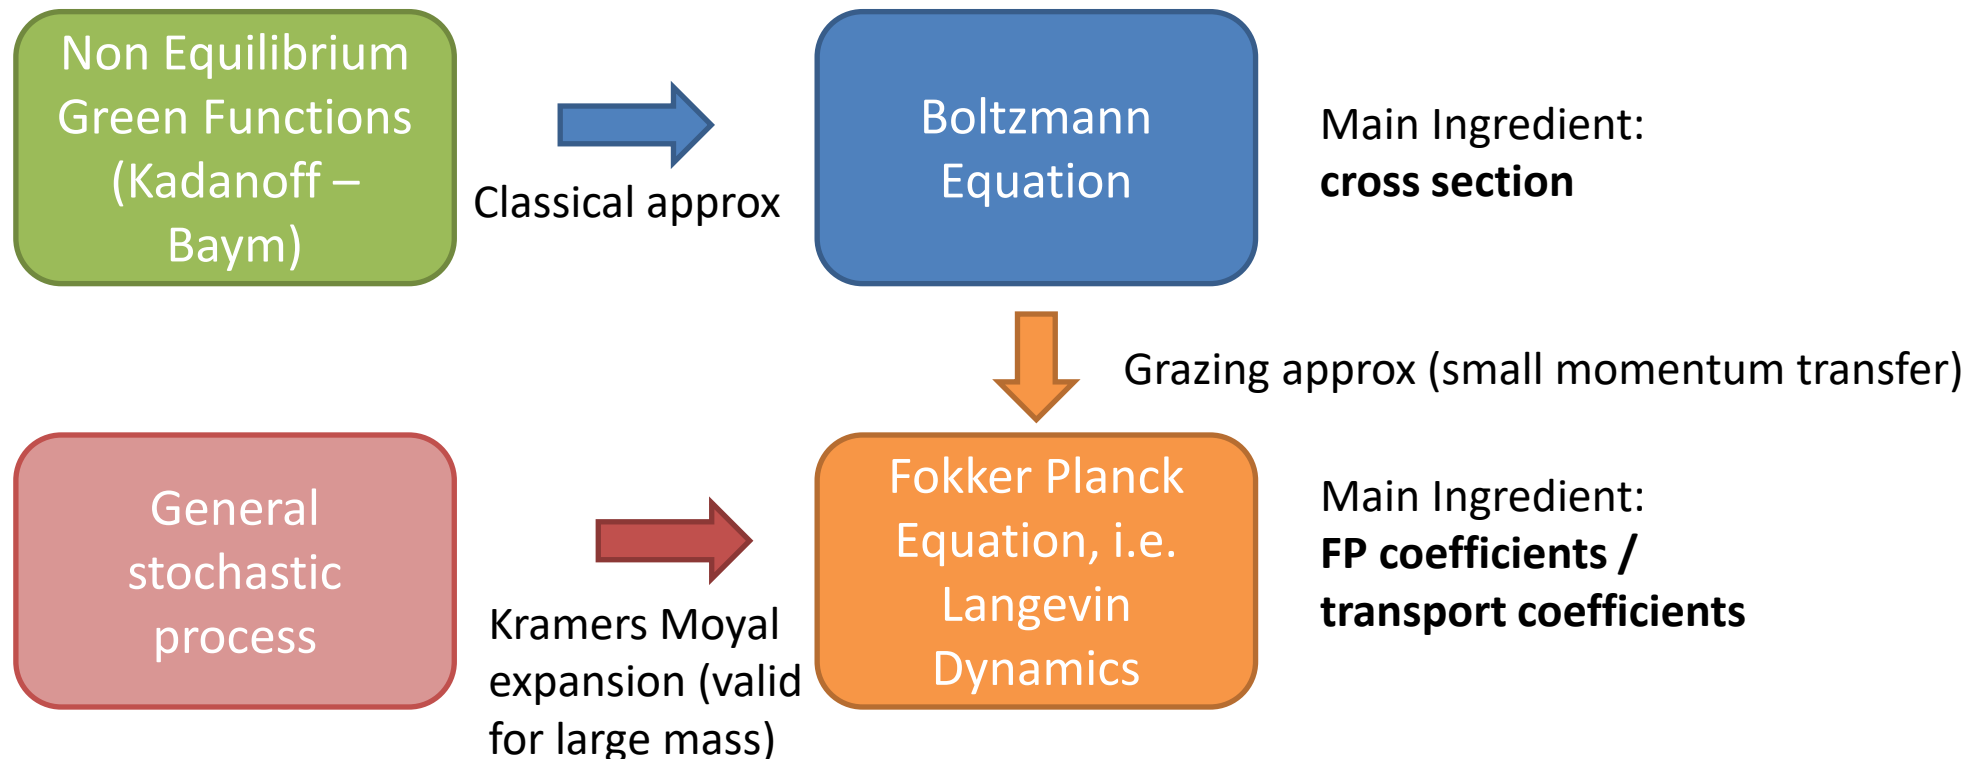 Non Equilibrium
Green Functions
(Kadanoff –
Baym)
Classical approx
Boltzmann
Equation
Main Ingredient:
cross section
Grazing approx (small momentum transfer)
General
stochastic
process
Kramers Moyal
expansion (valid
for large mass)
Fokker Planck
Equation, i.e.
Langevin
Dynamics
Main Ingredient:
FP coefficients /
transport coefficients